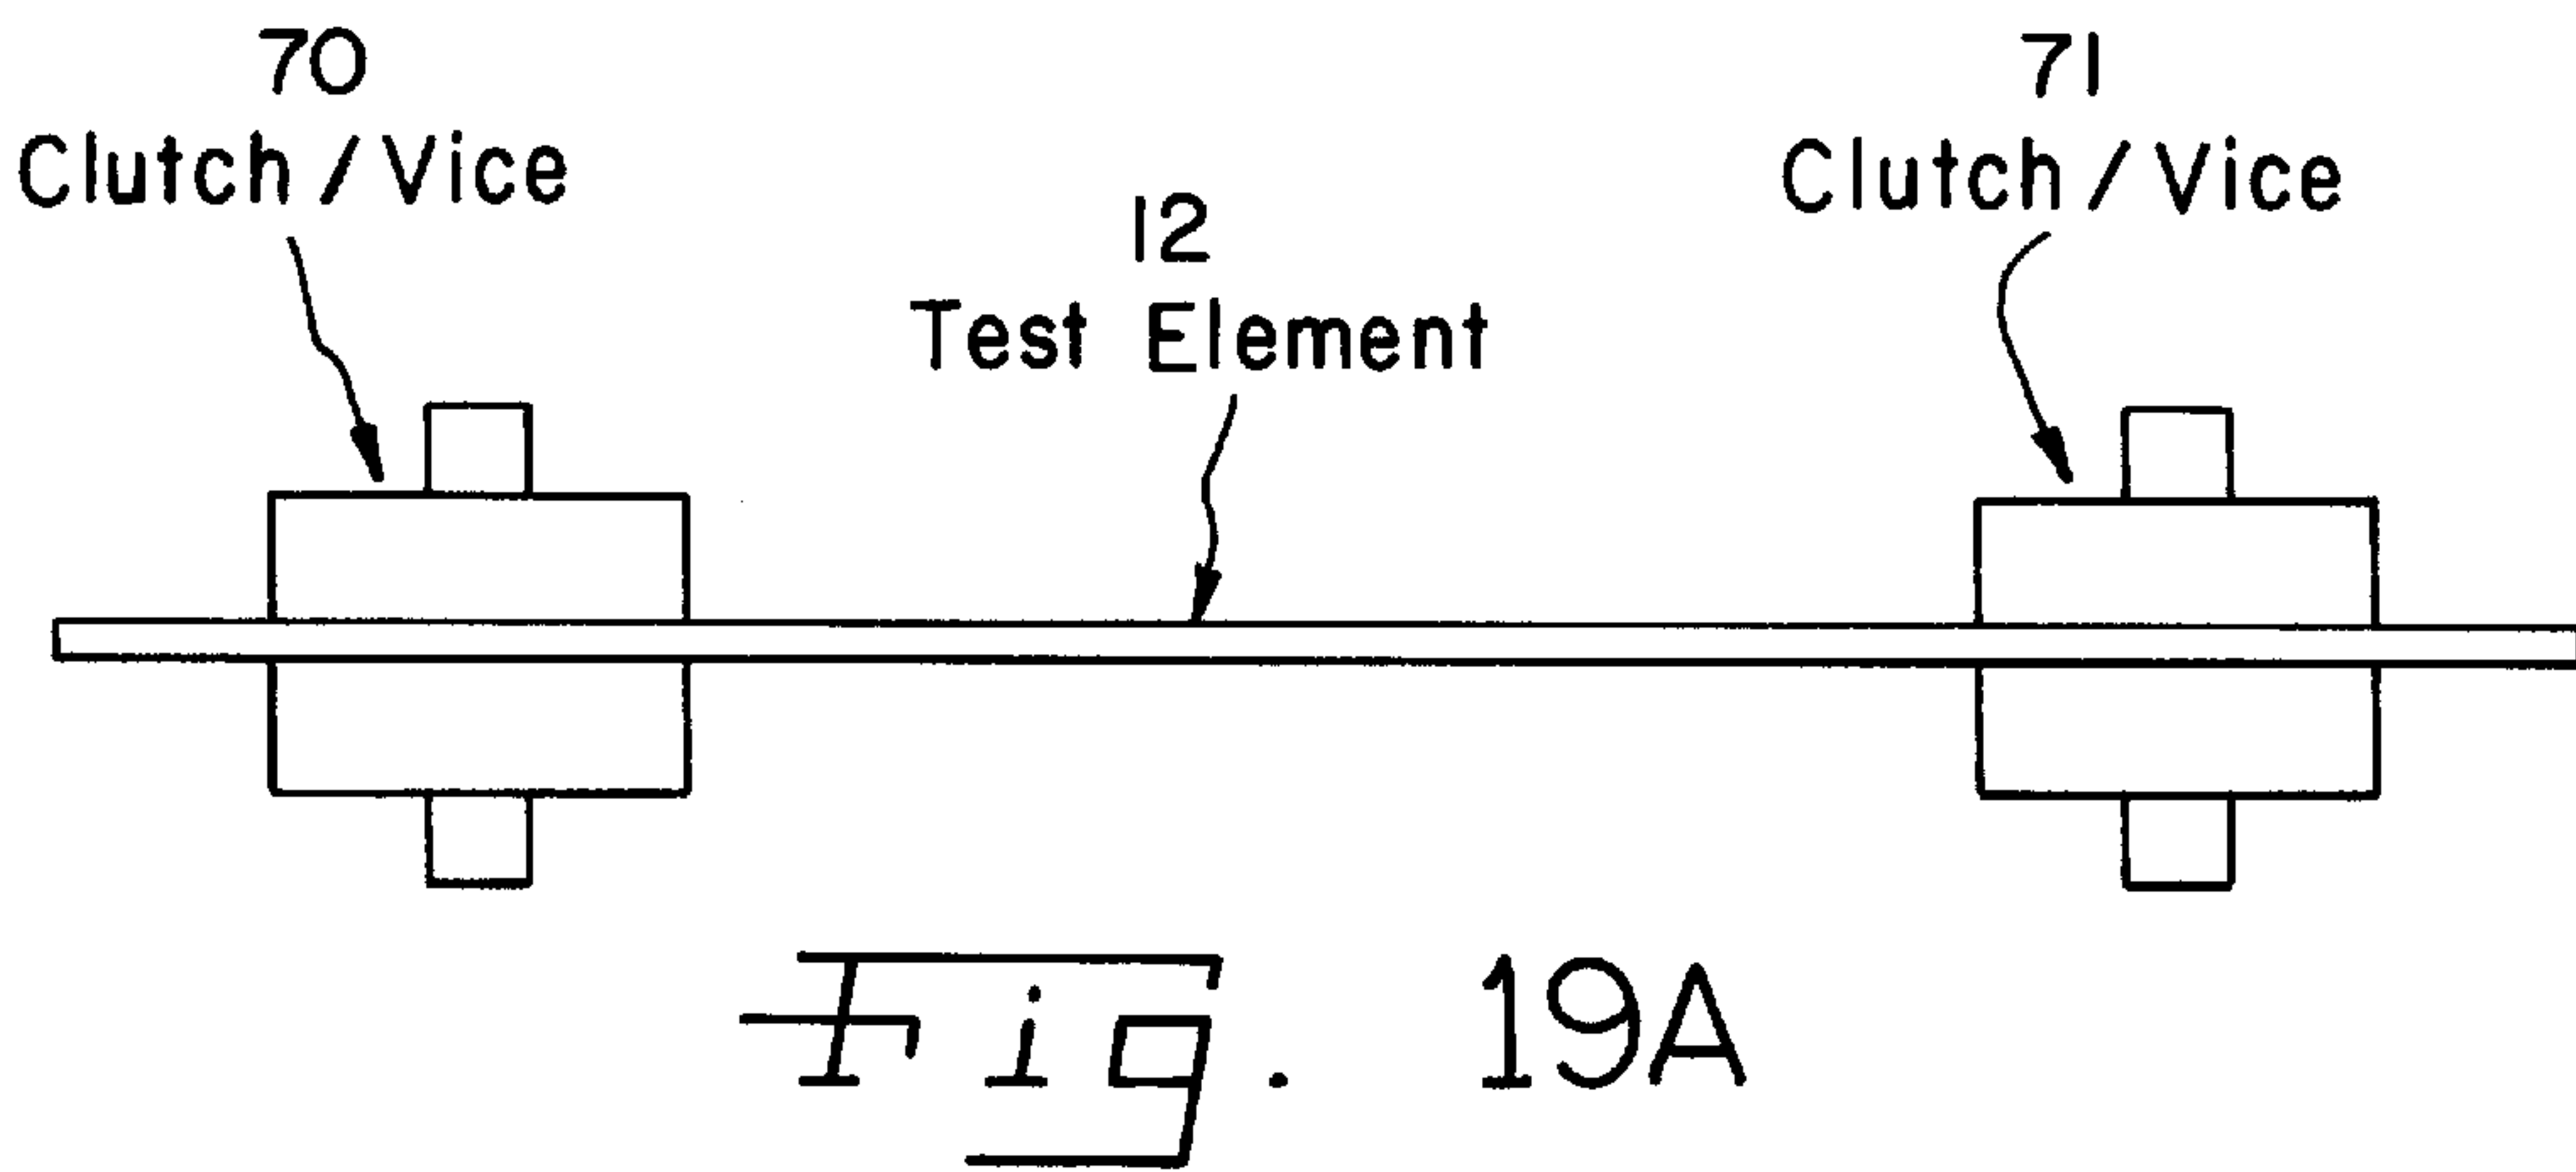 70
Clutch / Vice
71
Clutch / Vice
12
Test Element
Fig. 19A